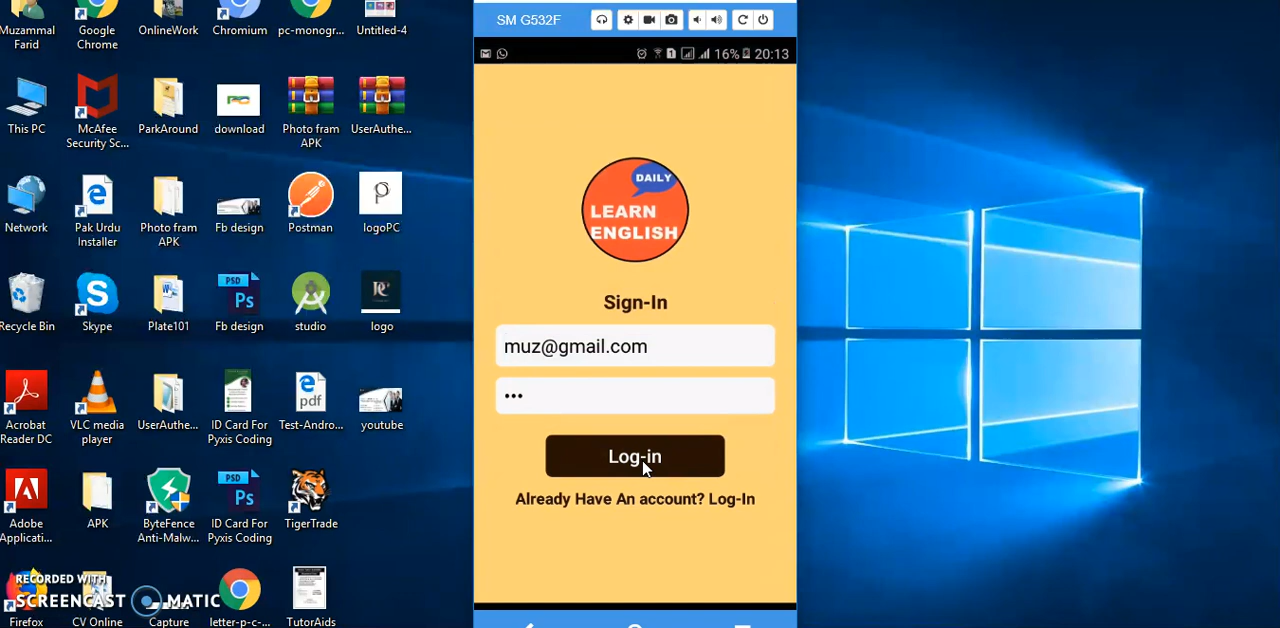 Muzammal
Farid
Google
Chrome
OnlineWork
Chromium
pc-monogr...
Untitled-4
This PC
McAfee
Security Sc...
ParkAround
download
Photo fram
APK
UserAuthe...
Network
Pak Urdu
Installer
Photo fram
APK
Fb design
Postman
logoPC
Recycle Bin
Skype
Plate101
PSD
Ps
Fb design
studio
logo
Acrobat
Reader DC
VLC media
player
UserAuthe...
ID Card For
Pyxis Coding
pdf
Test-Andro...
youtube
Adobe
Applicati...
APK
ByteFence
Anti-Malw...
PSD
Ps
ID Card For
Pyxis Coding
TigerTrade
Firefox
CV Online
Capture
letter-p-c-...
TutorAids
RECORDED WITH
SCREENCAST MATIC
SM G532F
16% 20:13
DAILY
LEARN
ENGLISH
Sign-In
muz@gmail.com
•••
Log-in
Already Have An account? Log-In